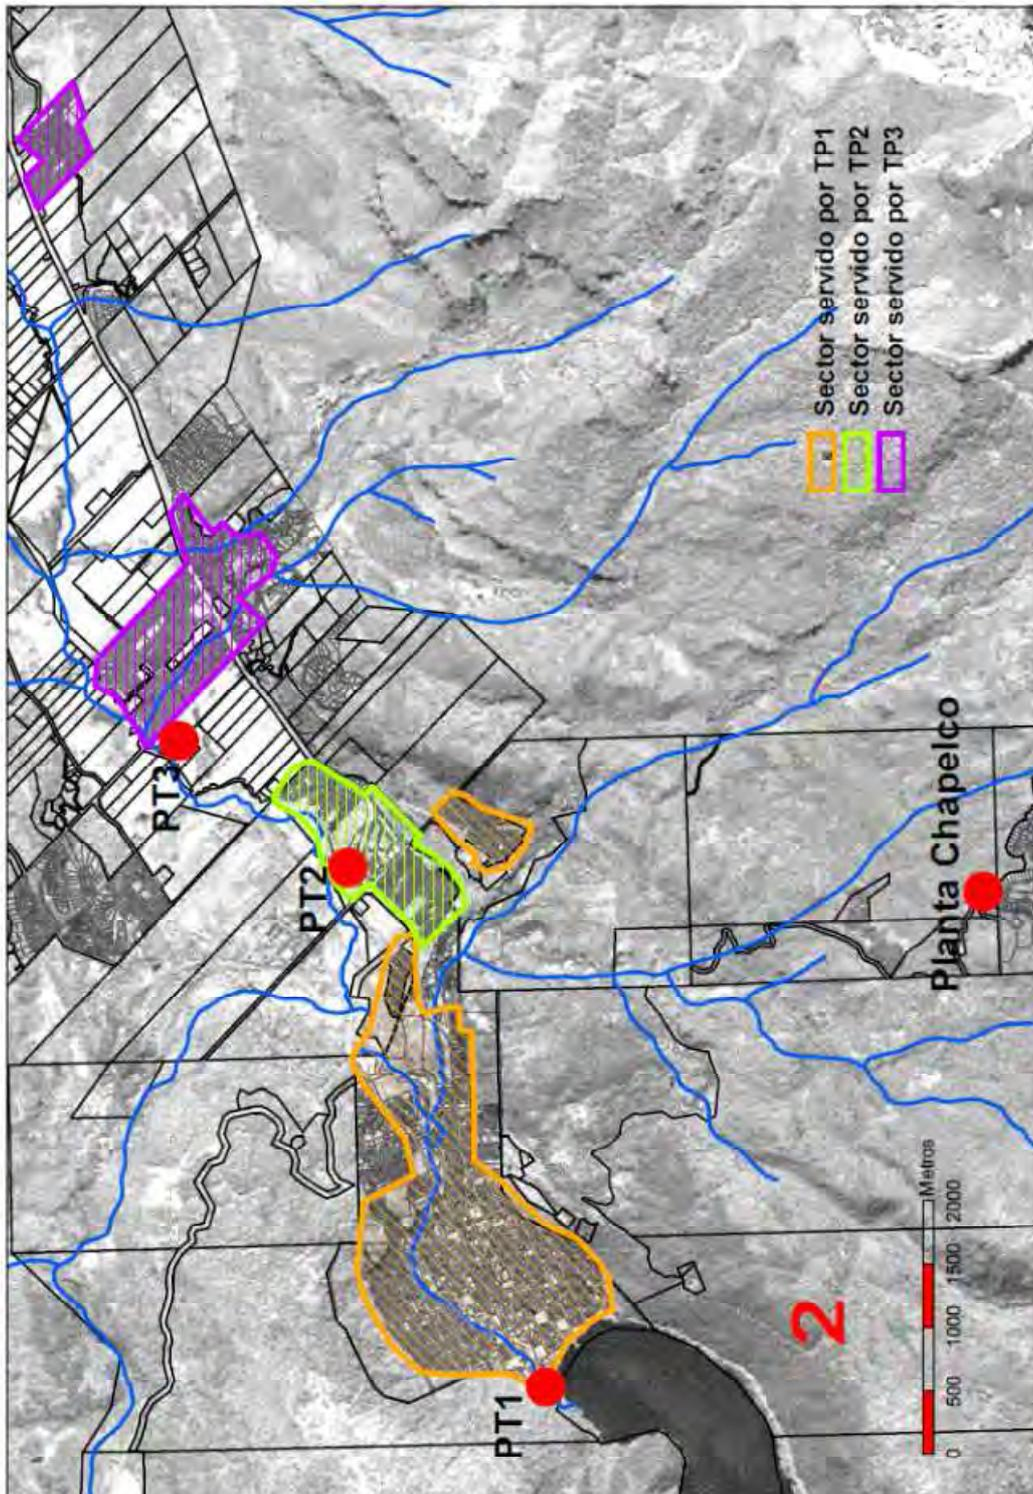 PT3
PT2
PT1
Planta Chapelco
Sector servido por TP1
Sector servido por TP2
Sector servido por TP3
2
0 500 1000 1500 2000
Metros